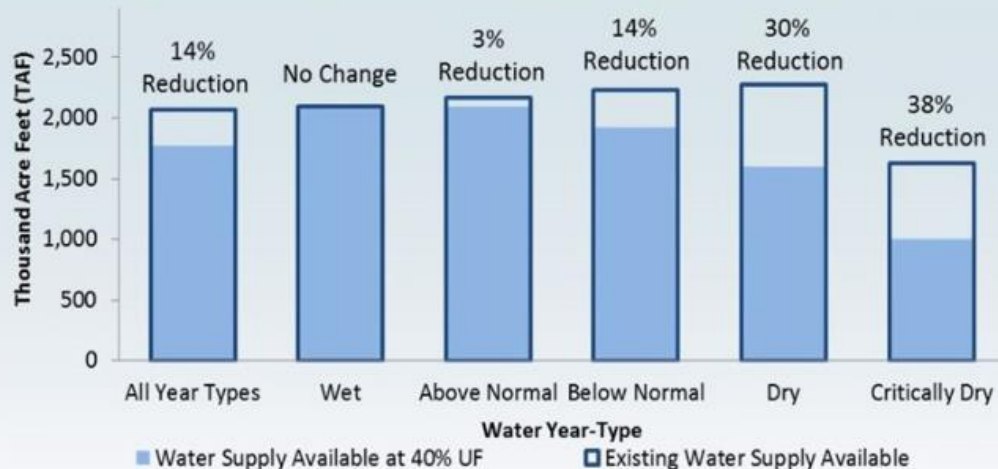 14%
Reduction
No Change
3%
Reduction
14%
Reduction
30%
Reduction
38%
Reduction
Thousand Acre Feet (TAF)
2,500
2,000
1,500
1,000
500
0
All Year Types
Wet
Above Normal
Below Normal
Dry
Critically Dry
Water Year-Type
Water Supply Available at 40% UF
Existing Water Supply Available